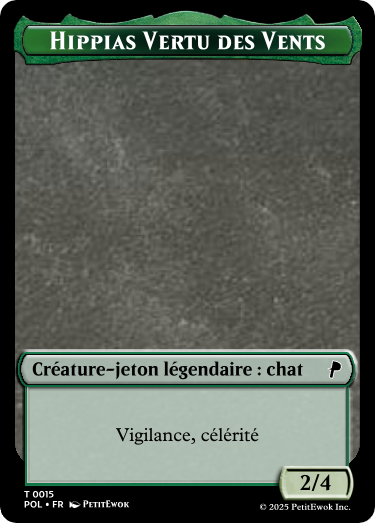 Hippias Vertu des Vents
Créature-jeton légendaire : chat
Vigilance, célérité
2/4
T 0015
POL • FR PetitEwok
© 2025 PetitEwok Inc.